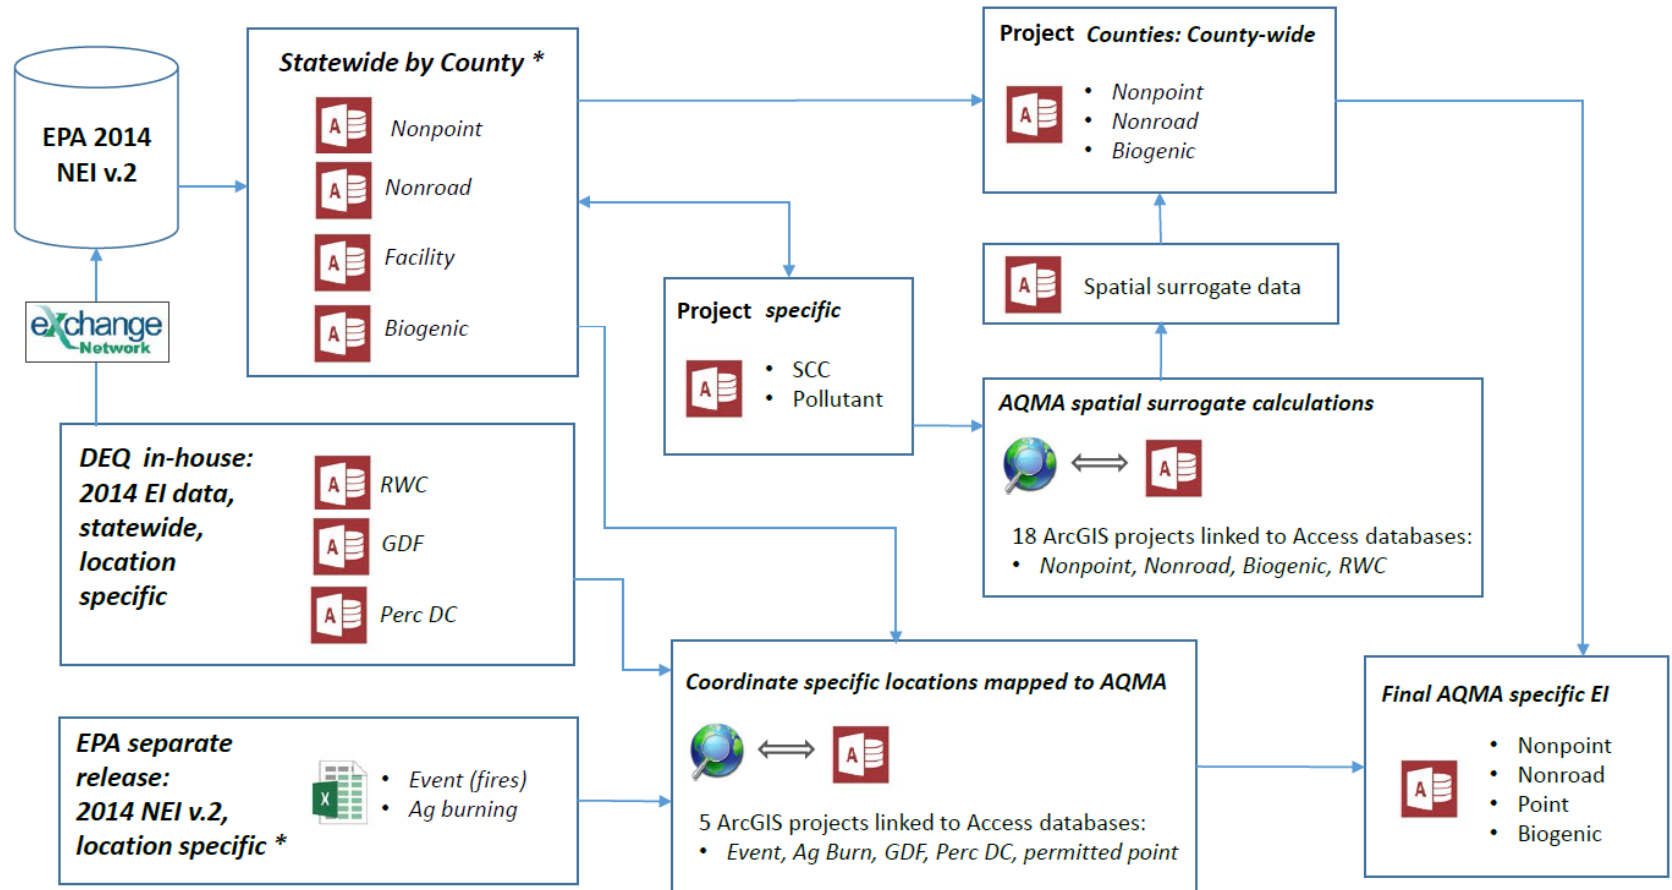 EPA 2014
NEI v.2
eXchange
Network
Statewide by County *
A
Nonpoint
A
Nonroad
A
Facility
A
Biogenic
Project Counties: County-wide
A
• Nonpoint
• Nonroad
• Biogenic
A
Spatial surrogate data
Project specific
A
• SCC
• Pollutant
AQMA spatial surrogate calculations
A
18 ArcGIS projects linked to Access databases:
• Nonpoint, Nonroad, Biogenic, RWC
DEQ in-house:
2014 EI data,
statewide,
location
specific
A
RWC
A
GDF
A
Perc DC
EPA separate
release:
2014 NEI v.2,
location specific *
X
• Event (fires)
• Ag burning
Coordinate specific locations mapped to AQMA
A
5 ArcGIS projects linked to Access databases:
• Event, Ag Burn, GDF, Perc DC, permitted point
Final AQMA specific EI
A
• Nonpoint
• Nonroad
• Point
• Biogenic